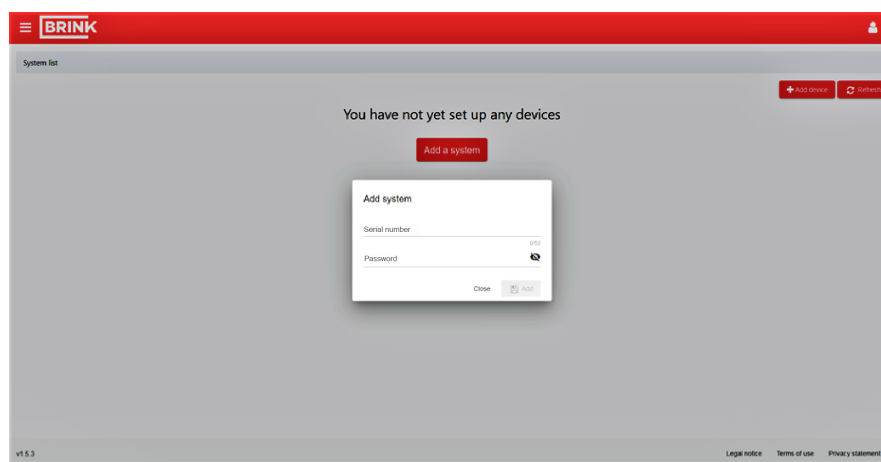 BRINK
System list
Add device Refresh
You have not yet set up any devices
Add a system
Add system
Serial number
0/50
Password
Close Add
v1.5.3 Legal notice Terms of use Privacy statement